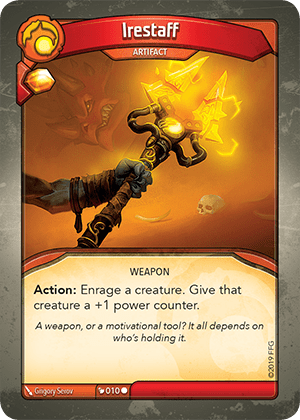 Irestaff
ARTIFACT
WEAPON
Action: Enrage a creature. Give that
creature a +1 power counter.
A weapon, or a motivational tool? It all depends on
who's holding it.
Grigory Serov
010
©2019 FFG